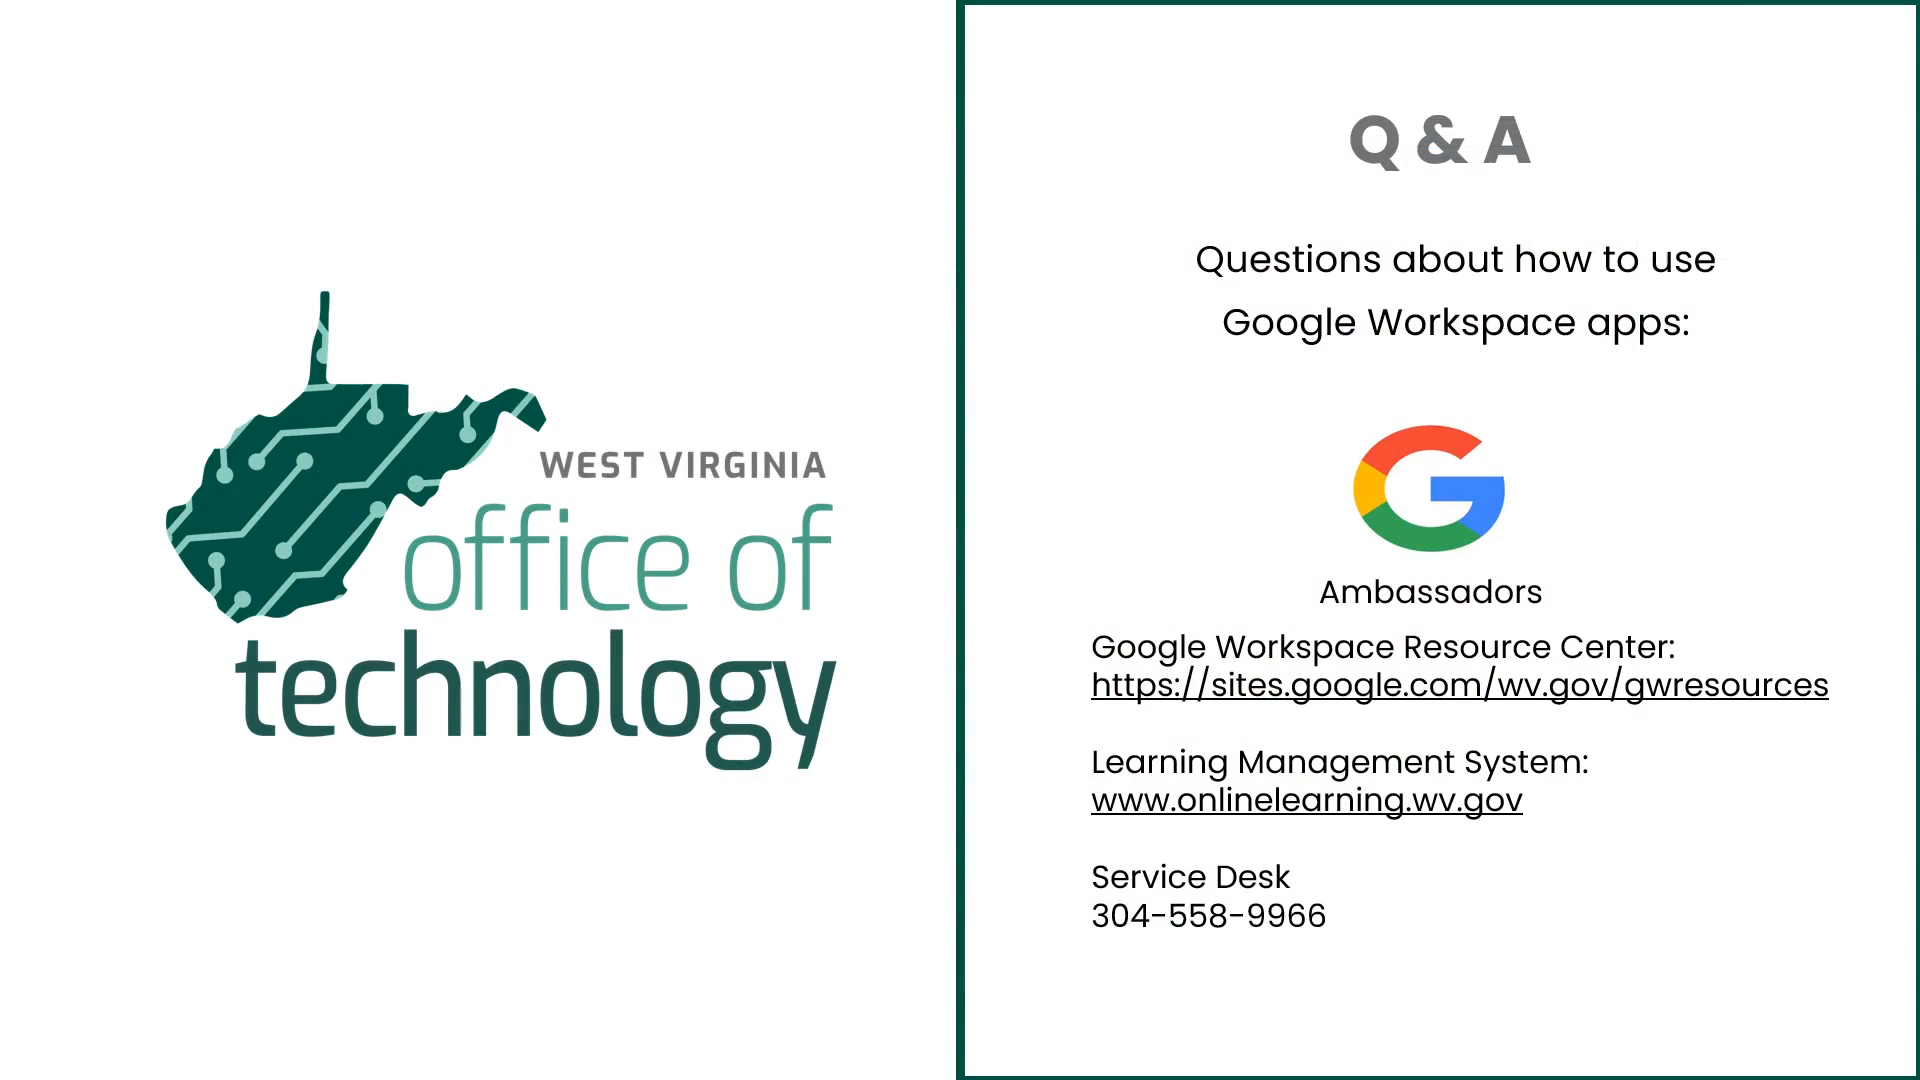 WEST VIRGINIA
office of
technology
Q & A
Questions about how to use
Google Workspace apps:
G
Ambassadors
Google Workspace Resource Center:
https://sites.google.com/wv.gov/gwresources
Learning Management System:
www.onlinelearning.wv.gov
Service Desk
304-558-9966